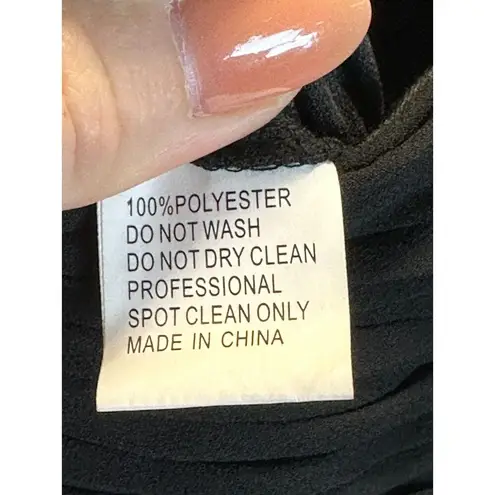 100%POLYESTER
DO NOT WASH
DO NOT DRY CLEAN
PROFESSIONAL
SPOT CLEAN ONLY
MADE IN CHINA